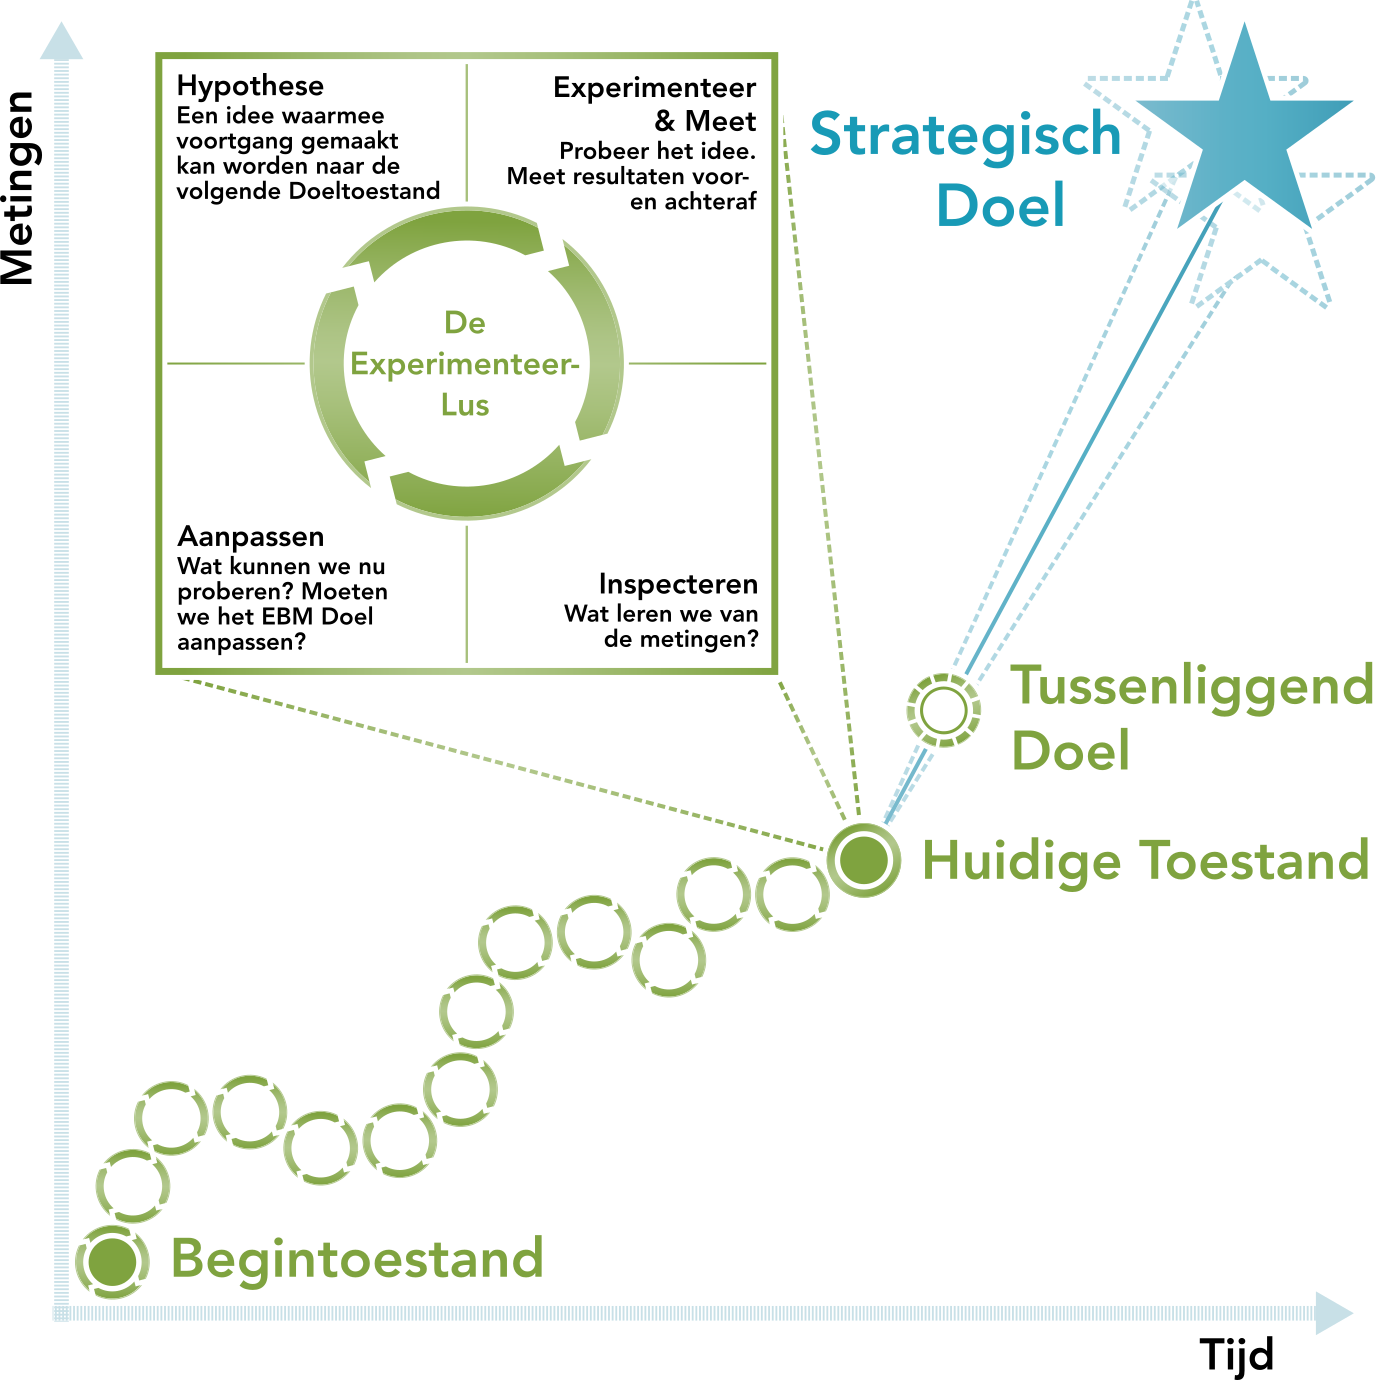 Metingen
Hypothese
Een idee waarmee
voortgang gemaakt
kan worden naar de
volgende Doeltoestand
Experimenteer
& Meet
Probeer het idee.
Meet resultaten voor-
en achteraf
De
Experimenteer-
Lus
Aanpassen
Wat kunnen we nu
proberen? Moeten
we het EBM Doel
aanpassen?
Inspecteren
Wat leren we van
de metingen?
Strategisch
Doel
Tussenliggend
Doel
Huidige Toestand
Begintoestand
Tijd